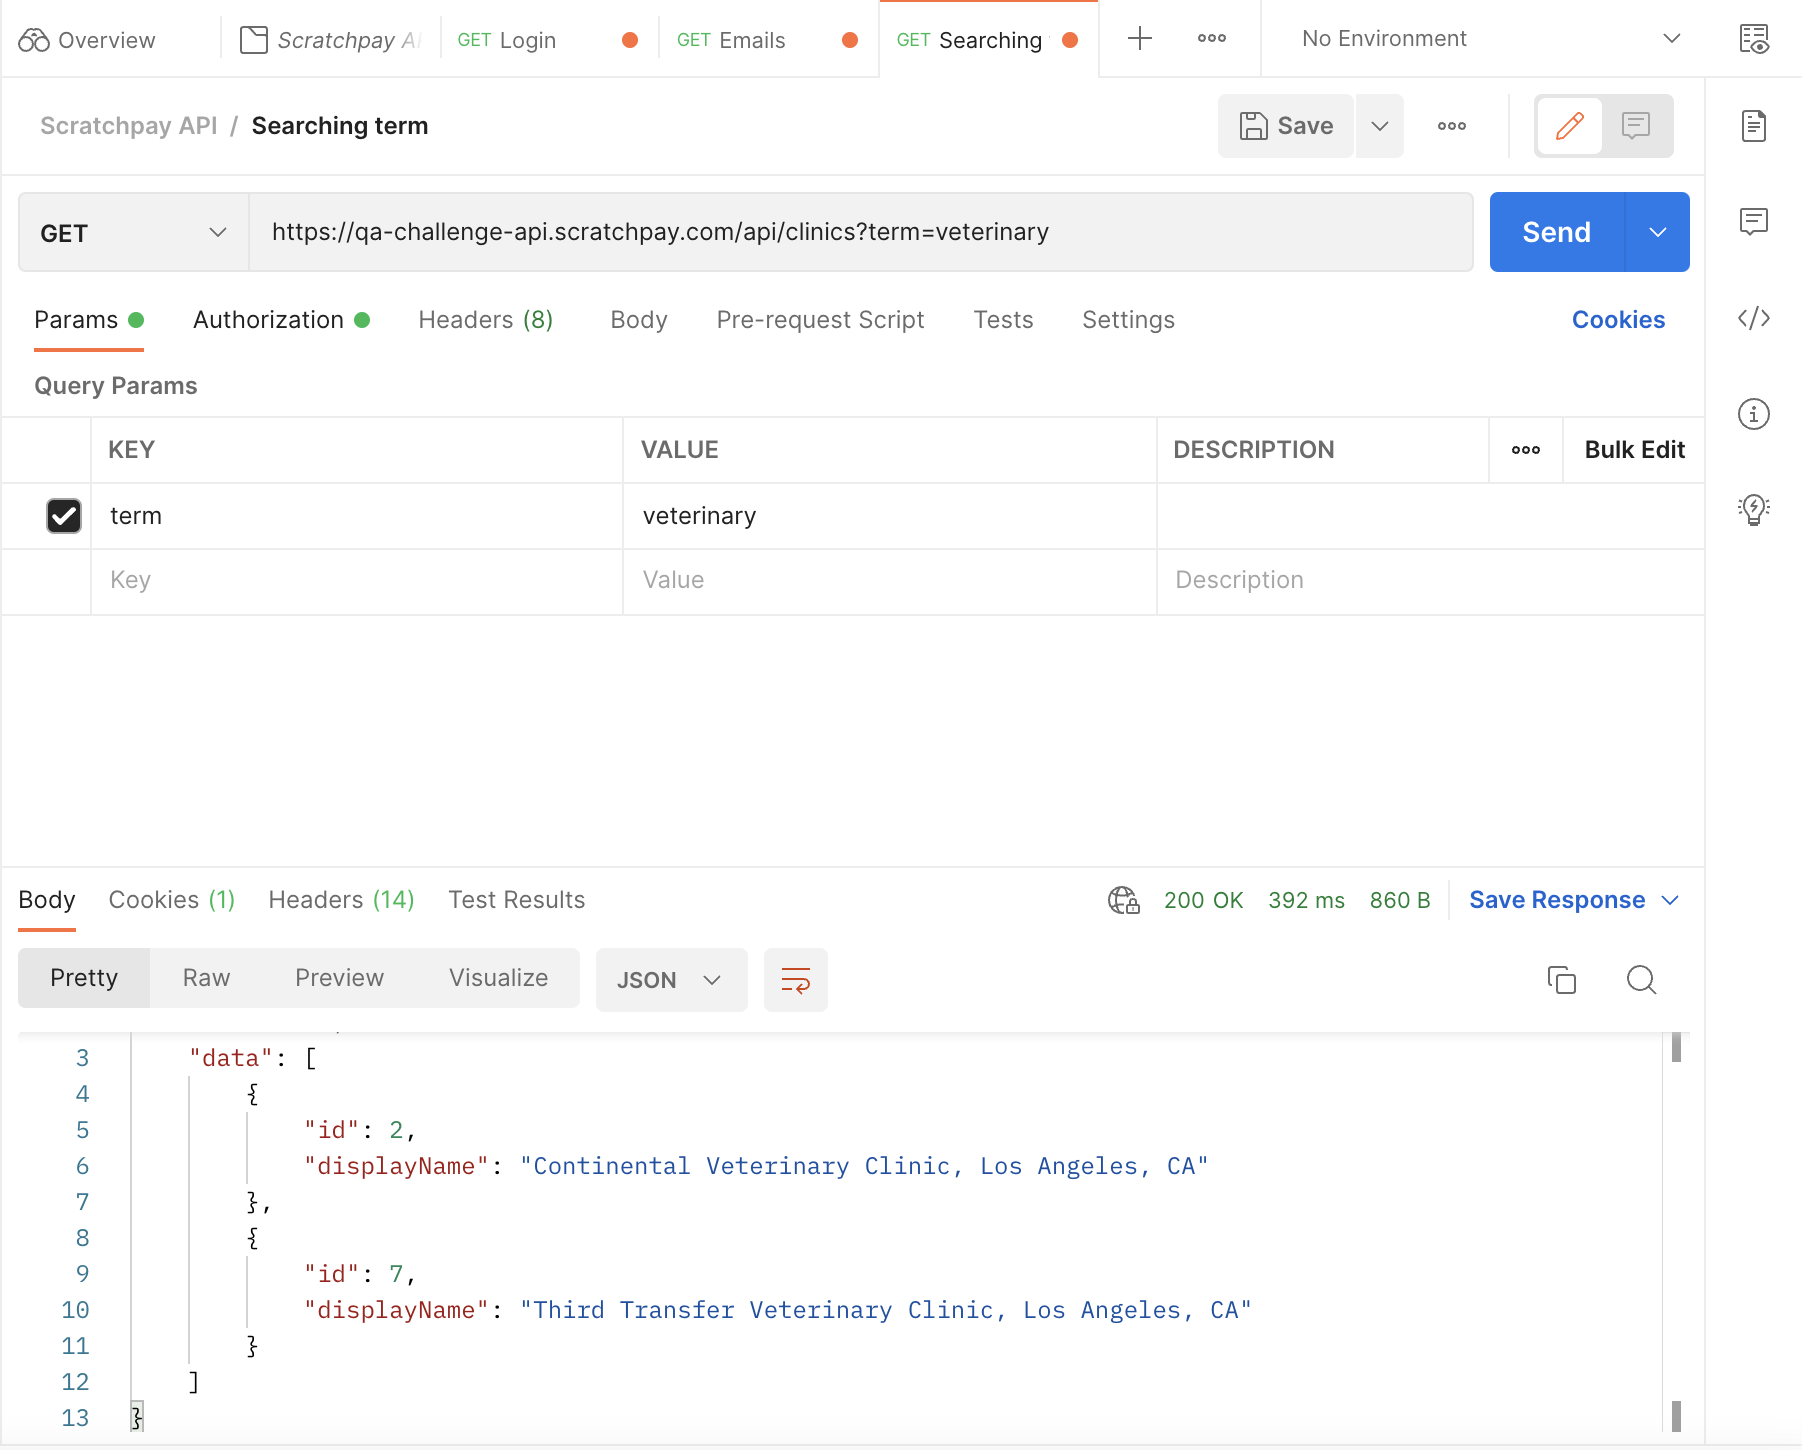 Overview
Scratchpay AP
GET Login
GET Emails
GET Searching
No Environment
Scratchpay API / Searching term
Save
GET
https://qa-challenge-api.scratchpay.com/api/clinics?term=veterinary
Send
Params
Authorization
Headers (8)
Body
Pre-request Script
Tests
Settings
Cookies
Query Params
KEY VALUE DESCRIPTION Bulk Edit
term veterinary
Key Value Description
Body
Cookies (1)
Headers (14)
Test Results
200 OK 392 ms 860 B
Save Response
Pretty Raw Preview Visualize
JSON
3 "data": [
4 {
5 "id": 2,
6 "displayName": "Continental Veterinary Clinic, Los Angeles, CA"
7 },
8 {
9 "id": 7,
10 "displayName": "Third Transfer Veterinary Clinic, Los Angeles, CA"
11 }
12 ]
13 }